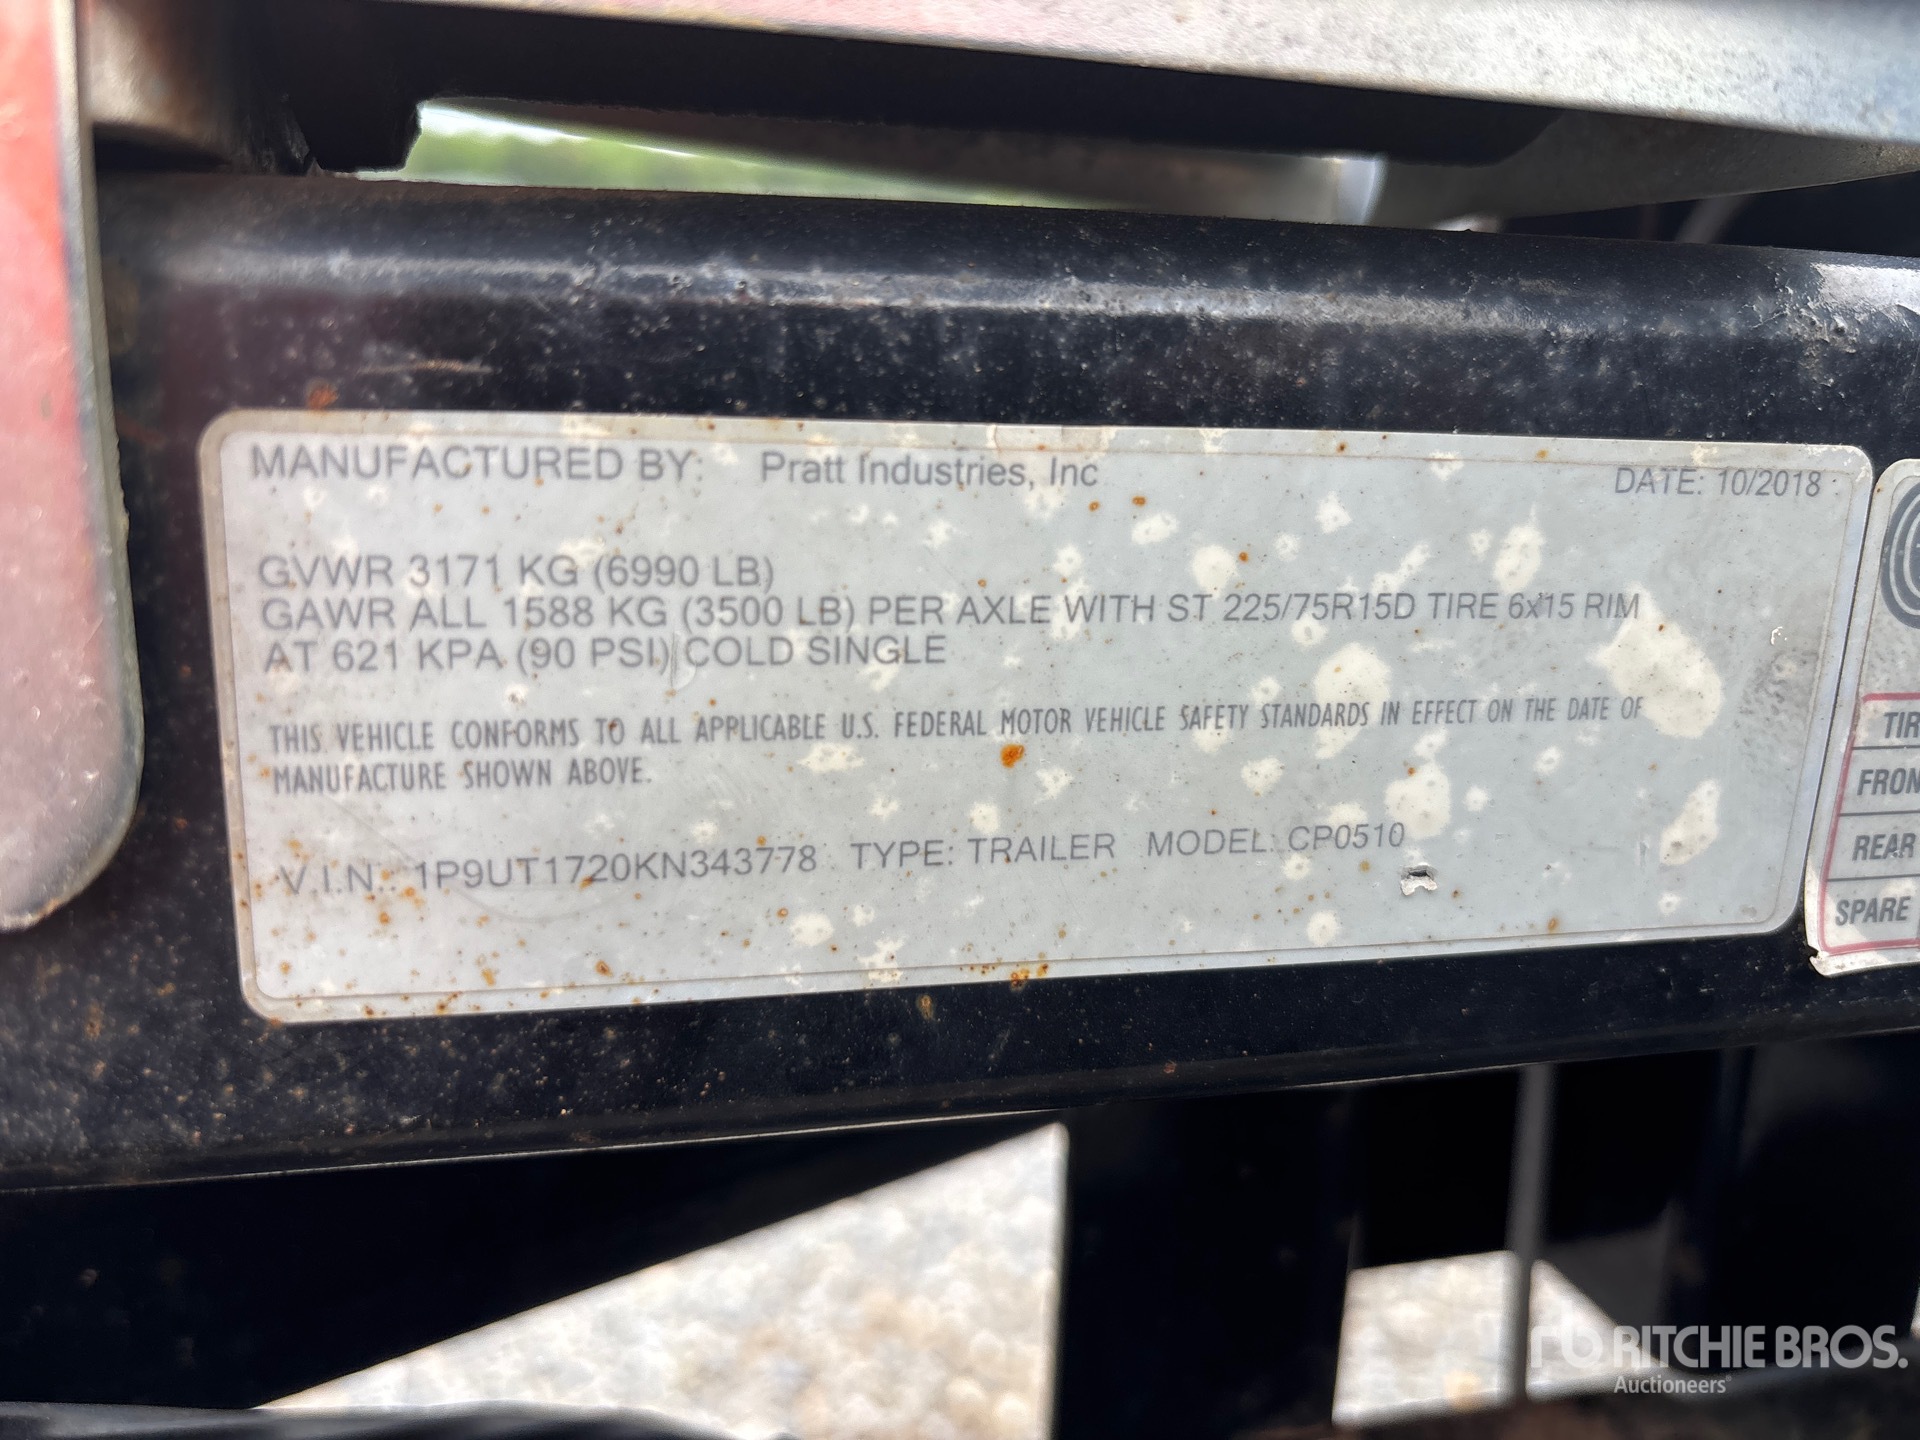 MANUFACTURED BY: Pratt Industries, Inc DATE: 10/2018
GVWR 3171 KG (6990 LB)
GAWR ALL 1588 KG (3500 LB) PER AXLE WITH ST 225/75R15D TIRE 6x15 RIM
AT 621 KPA (90 PSI) COLD SINGLE
THIS VEHICLE CONFORMS TO ALL APPLICABLE U.S. FEDERAL MOTOR VEHICLE SAFETY STANDARDS IN EFFECT ON THE DATE OF
MANUFACTURE SHOWN ABOVE.
V.I.N.: 1P9UT1720KN343778 TYPE: TRAILER MODEL: CP0510
TIR
FRON
REAR
SPARE
rb RITCHIE BROS.
Auctioneers